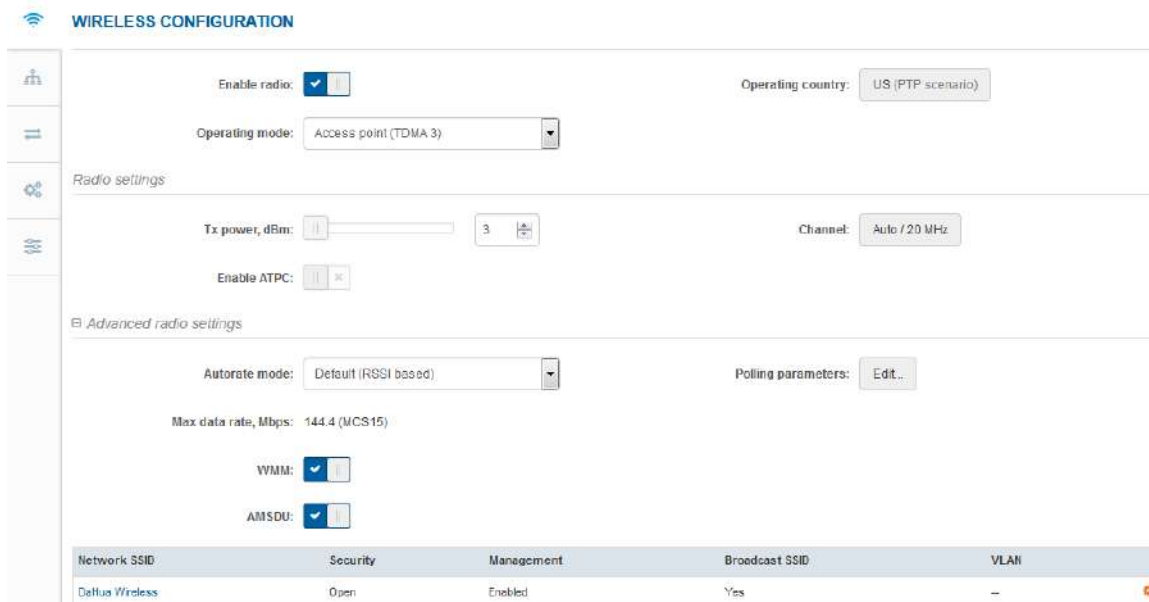 WIRELESS CONFIGURATION
Enable radio: Operating country: US (PTP scenario)
Operating mode: Access point (TDMA 3)
Radio settings
Tx power, dBm: 3 Channel: Auto / 20 MHz
Enable ATPC:
Advanced radio settings
Autorate mode: Default (RSSI based) Polling parameters: Edit...
Max data rate, Mbps: 144.4 (MCS15)
WMM:
AMSDU:
Network SSID Security Management Broadcast SSID VLAN
DaHua Wireless Open Enabled Yes --